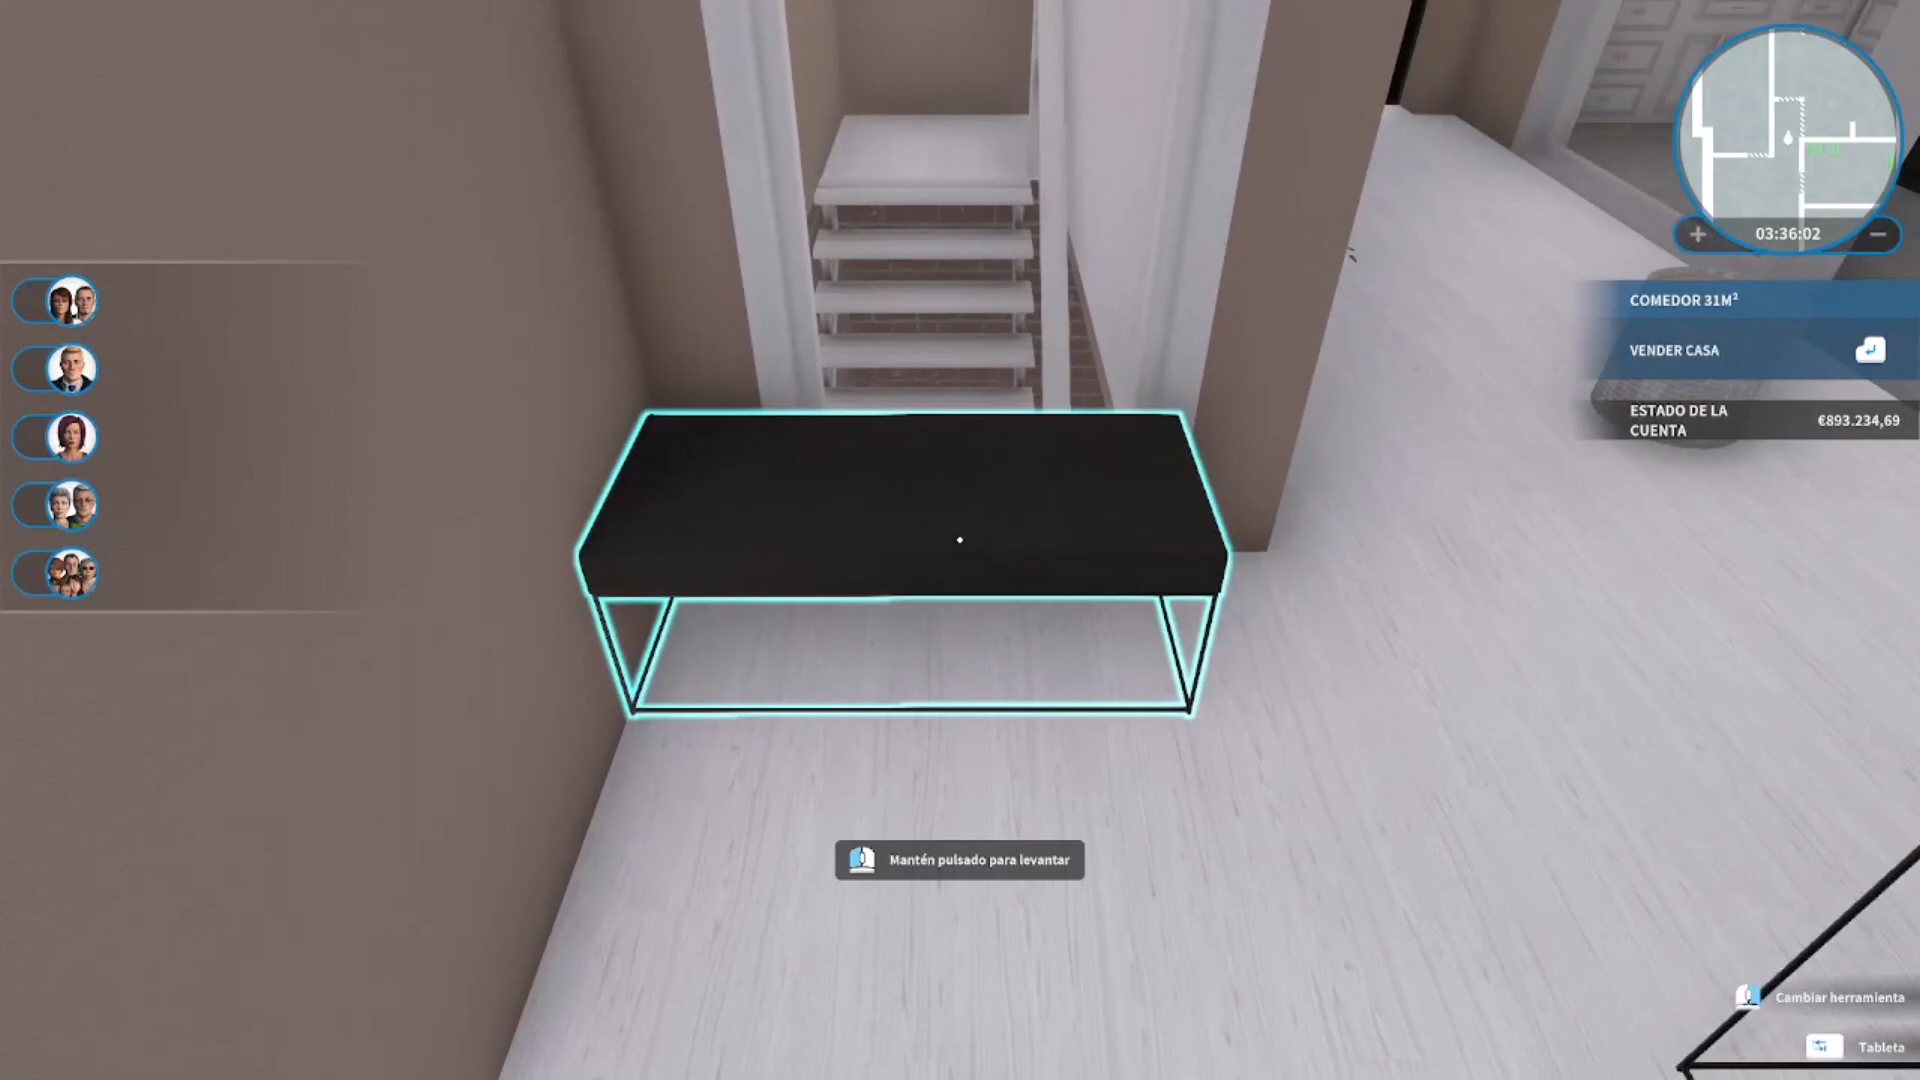 03:36:02
COMEDOR 31M²
VENDER CASA
ESTADO DE LA
CUENTA
€893.234,69
Mantén pulsado para levantar
Cambiar herramienta
Tableta